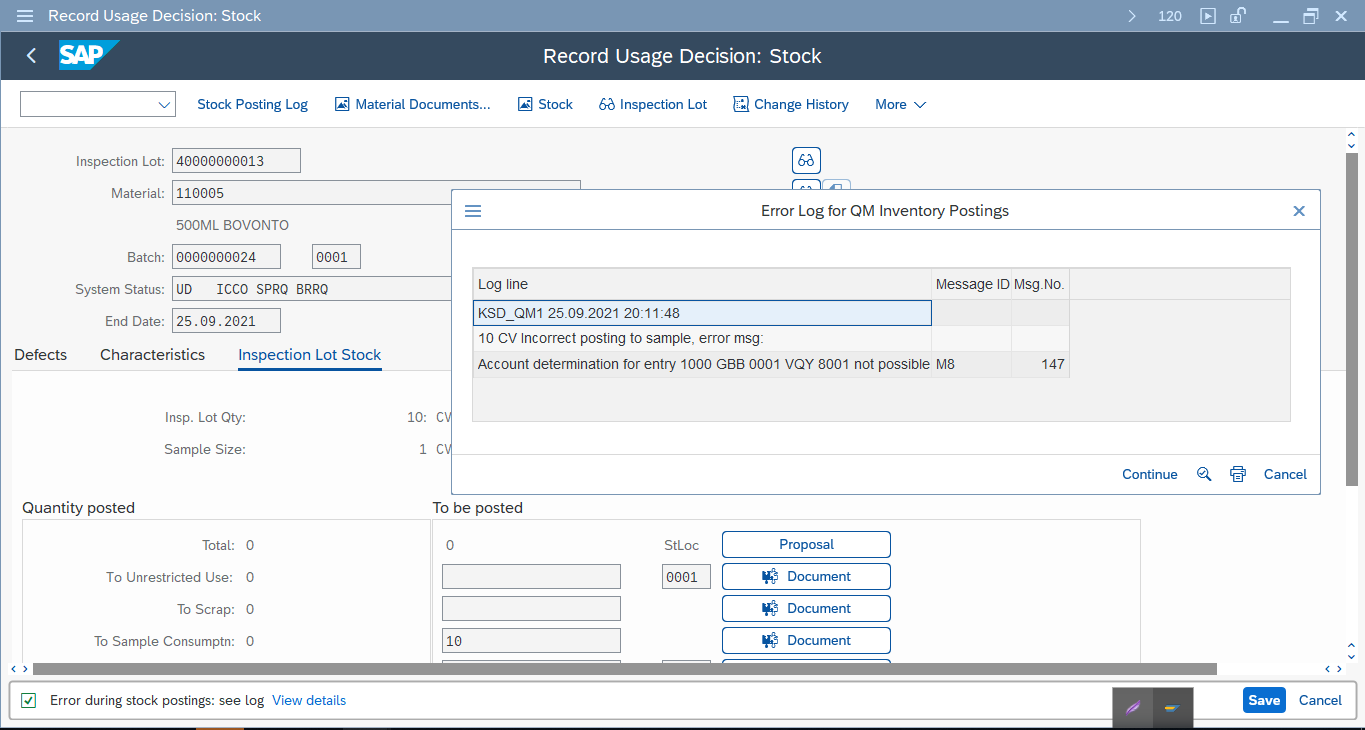 Record Usage Decision: Stock
120
SAP
Record Usage Decision: Stock
Stock Posting Log
Material Documents...
Stock
Inspection Lot
Change History
More
Inspection Lot: 40000000013
Material: 110005
500ML BOVONTO
Batch: 0000000024 0001
System Status: UD ICCO SPRQ BRRQ
End Date: 25.09.2021
Defects
Characteristics
Inspection Lot Stock
Insp. Lot Qty: 10: CV
Sample Size: 1 CV
Error Log for QM Inventory Postings
Log line Message ID Msg.No.
KSD_QM1 25.09.2021 20:11:48
10 CV Incorrect posting to sample, error msg:
Account determination for entry 1000 GBB 0001 VQY 8001 not possible M8 147
Continue
Cancel
Quantity posted
To be posted
Total: 0 0 StLoc Proposal
To Unrestricted Use: 0 0001 Document
To Scrap: 0 Document
To Sample Consumptn: 0 10 Document
Error during stock postings: see log View details
Save
Cancel